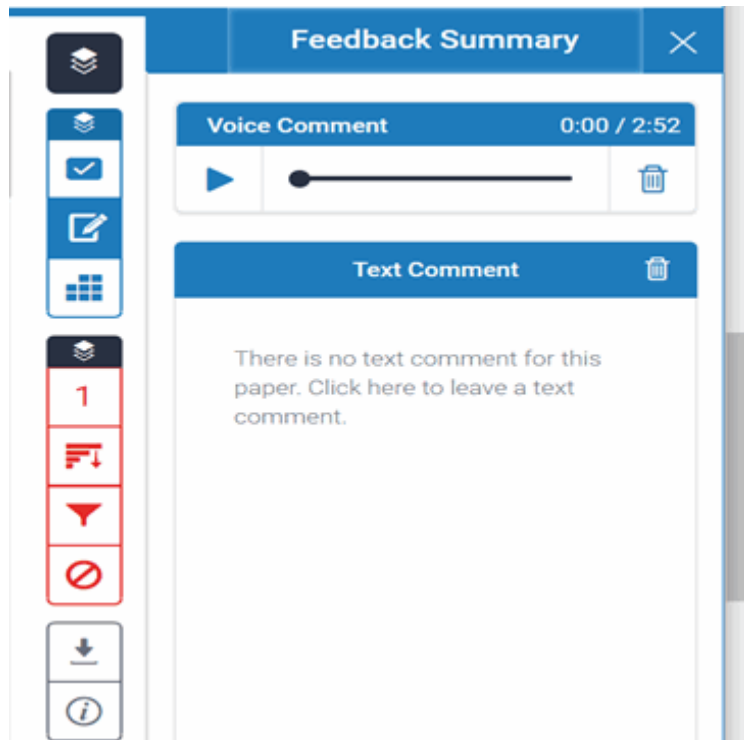 Feedback Summary
Voice Comment 0:00 / 2:52
Text Comment
There is no text comment for this
paper. Click here to leave a text
comment.
1